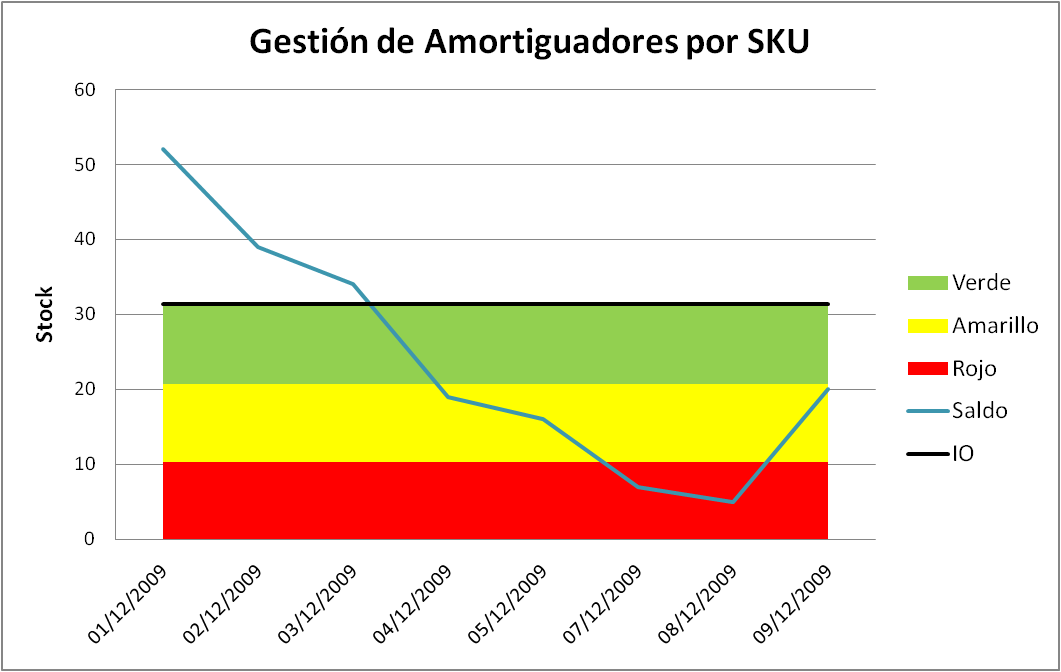 Gestión de Amortiguadores por SKU
60
50
40
30
20
10
0
Stock
01/12/2009
02/12/2009
03/12/2009
04/12/2009
05/12/2009
07/12/2009
08/12/2009
09/12/2009
Verde
Amarillo
Rojo
Saldo
IO